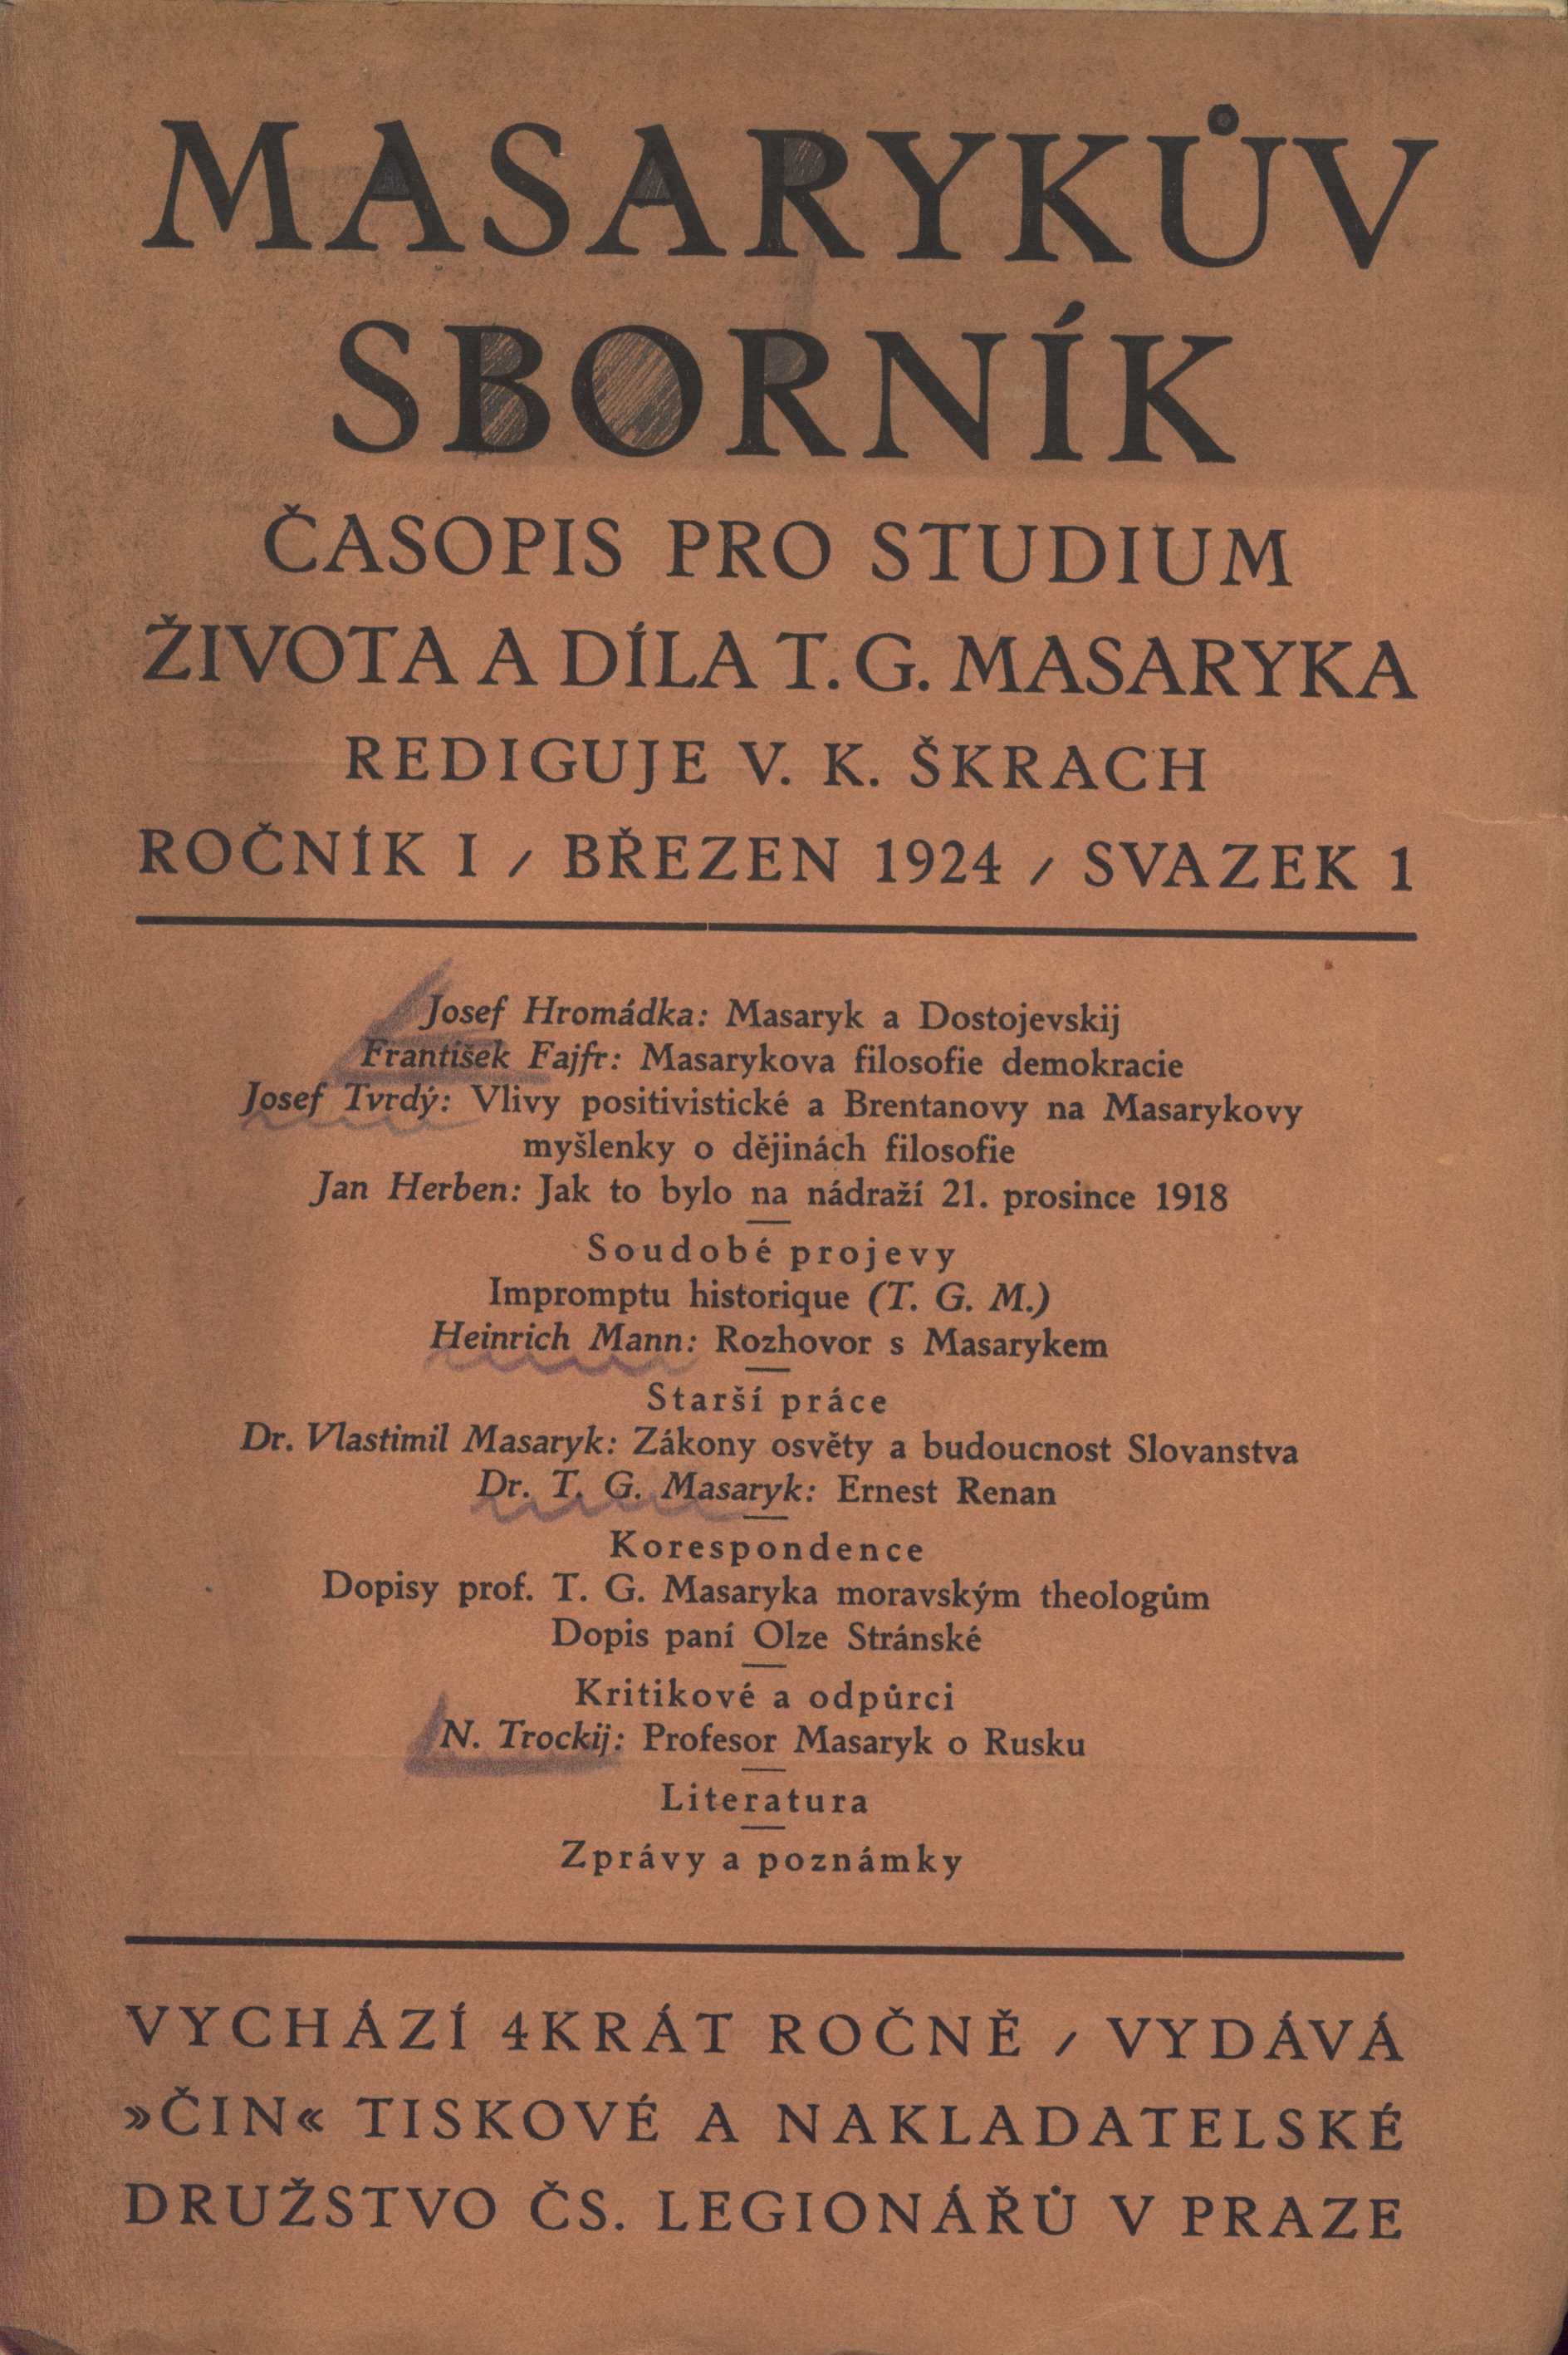 MASARYKŮV
SBORNÍK
ČASOPIS PRO STUDIUM
ŽIVOTA A DÍLA T. G. MASARYKA
REDIGUJE V. K. ŠKRACH
ROČNÍK I / BŘEZEN 1924 / SVAZEK 1
Josef Hromádka: Masaryk a Dostojevskij
František Fajfr: Masarykova filosofie demokracie
Josef Tvrdý: Vlivy positivistické a Brentanovy na Masarykovy
myšlenky o dějinách filosofie
Jan Herben: Jak to bylo na nádraží 21. prosince 1918
Soudobé projevy
Impromptu historique (T. G. M.)
Heinrich Mann: Rozhovor s Masarykem
Starší práce
Dr. Vlastimil Masaryk: Zákony osvěty a budoucnost Slovanstva
Dr. T. G. Masaryk: Ernest Renan
Korespondence
Dopisy prof. T. G. Masaryka moravským theologům
Dopis paní Olze Stránské
Kritikové a odpůrci
N. Trockij: Profesor Masaryk o Rusku
Literatura
Zprávy a poznámky
VYCHÁZÍ 4KRÁT ROČNĚ / VYDÁVÁ
»ČIN« TISKOVÉ A NAKLADATELSKÉ
DRUŽSTVO ČS. LEGIONÁŘŮ V PRAZE